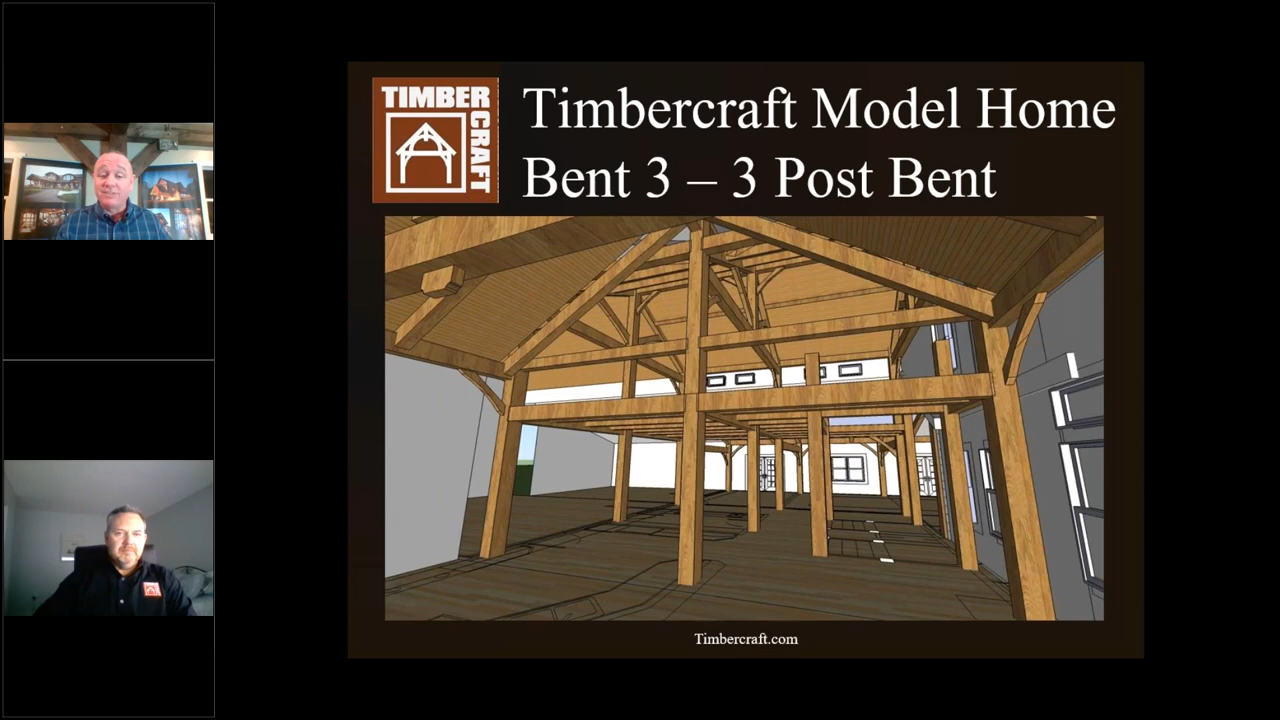 TIMBER
CRAFT
Timbercraft Model Home
Bent 3 – 3 Post Bent
Timbercraft.com